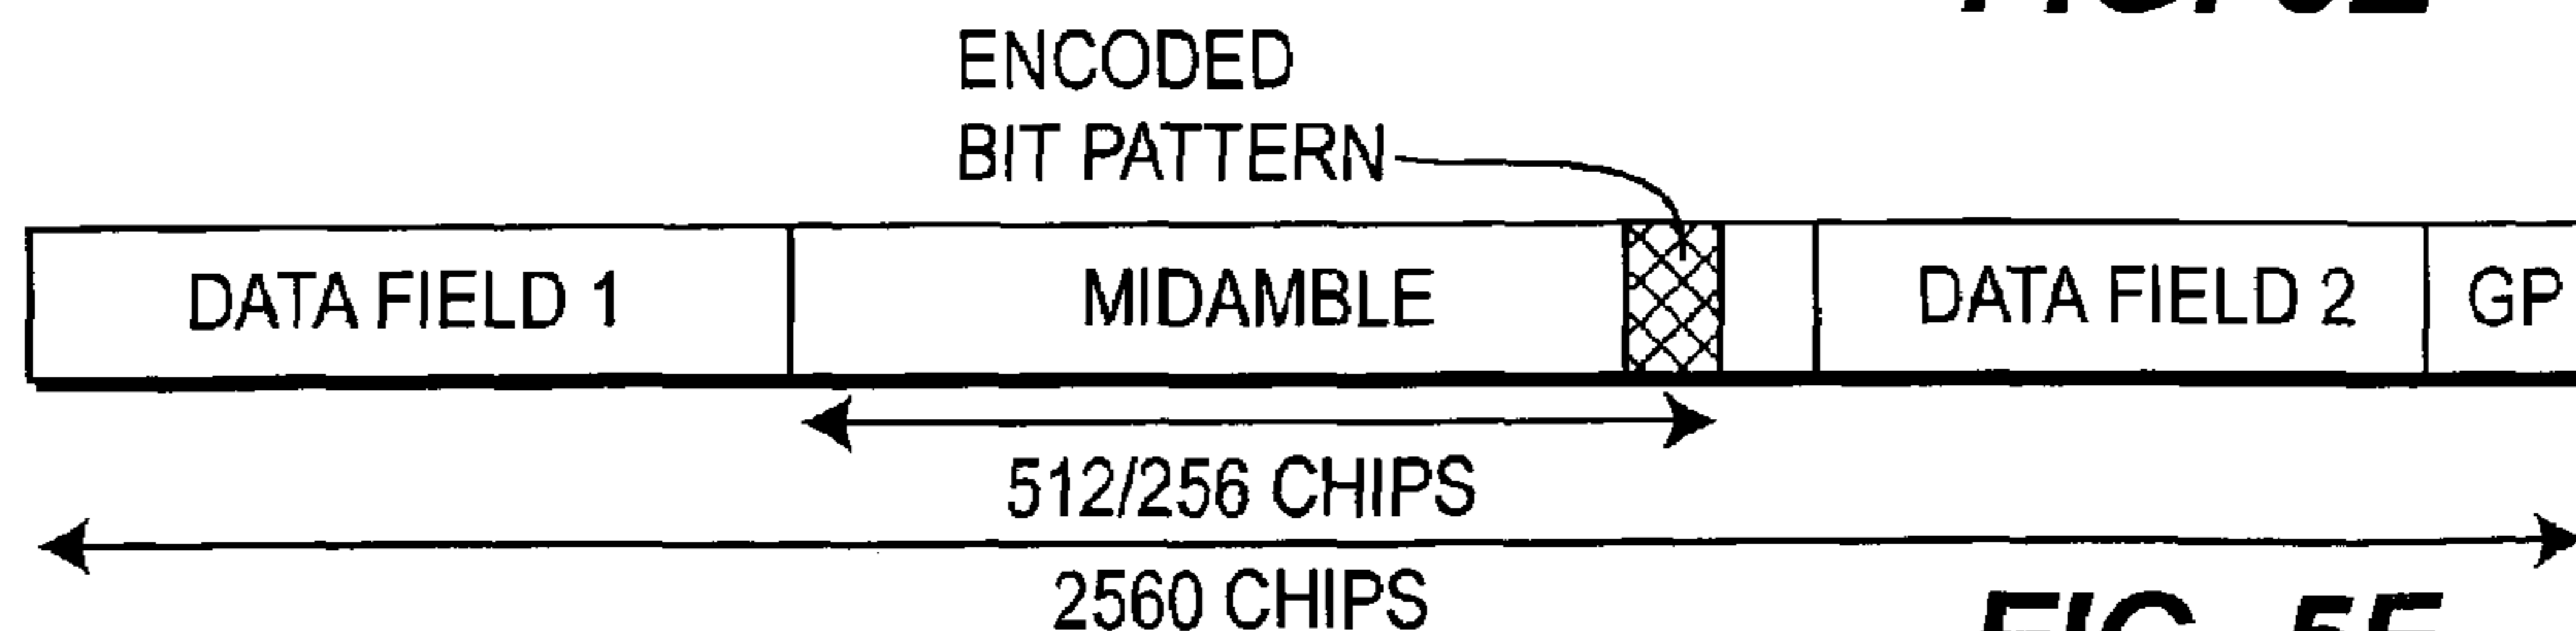 ENCODED
BIT PATTERN
DATA FIELD 1 MIDAMBLE DATA FIELD 2 GP
512/256 CHIPS
2560 CHIPS